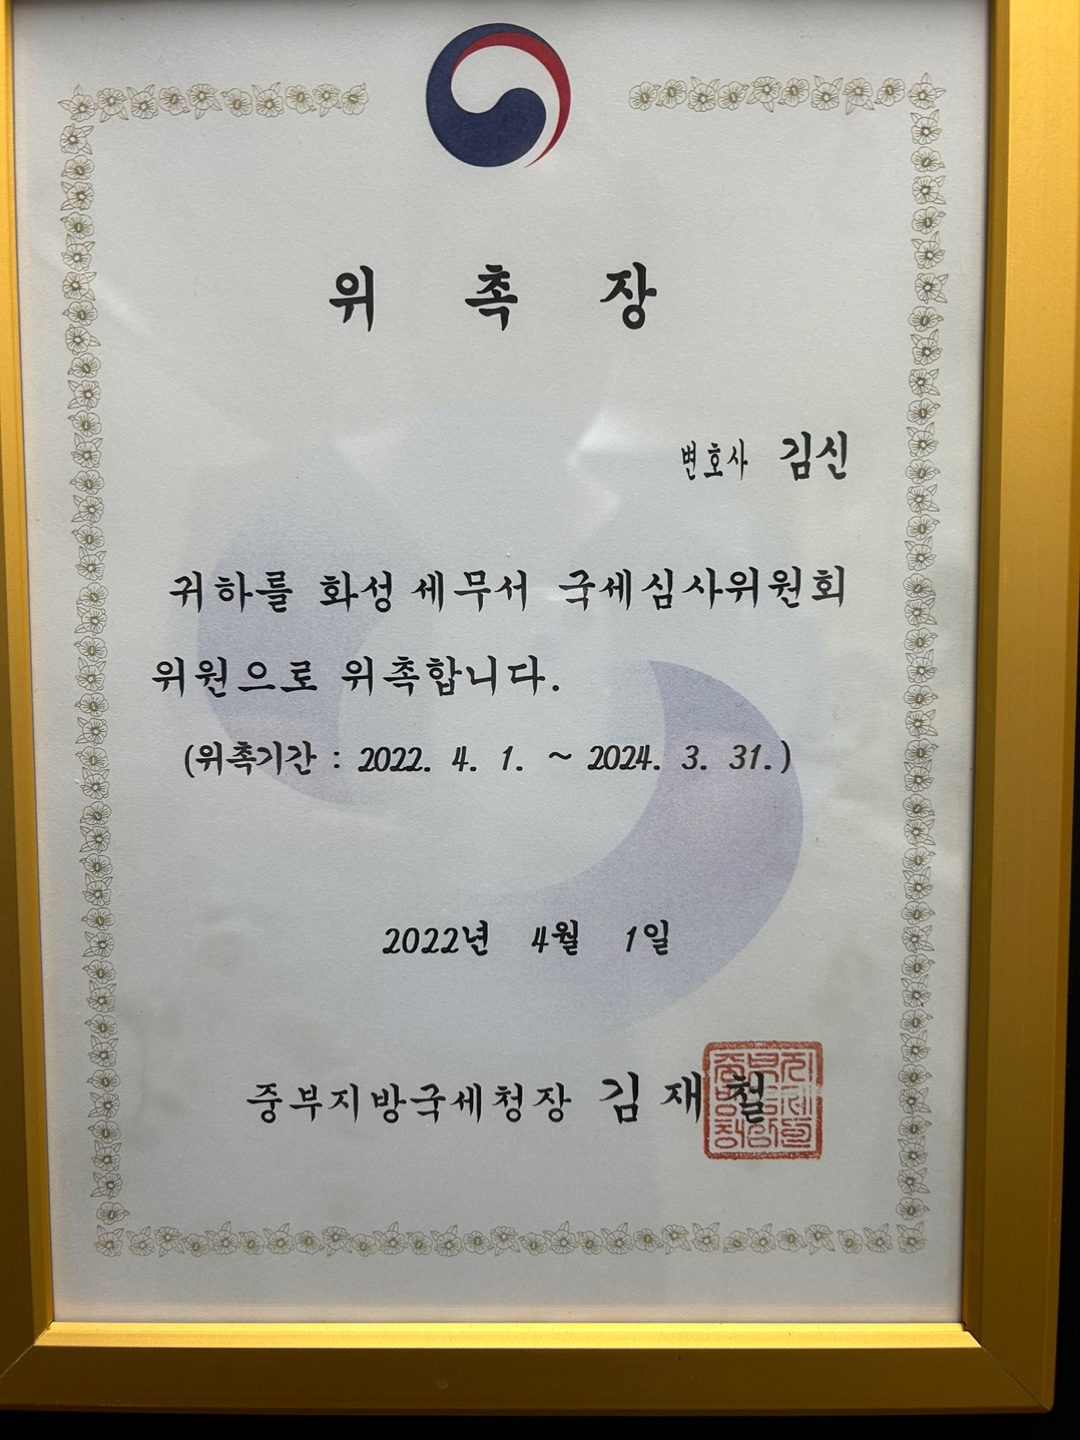 위 촉 장
변호사 김신
귀하를 화성세무서 국세심사위원회
위원으로 위촉합니다.
(위촉기간 : 2022. 4. 1. ~ 2024. 3. 31.)
2022년 4월 1일
중부지방국세청장 김재철